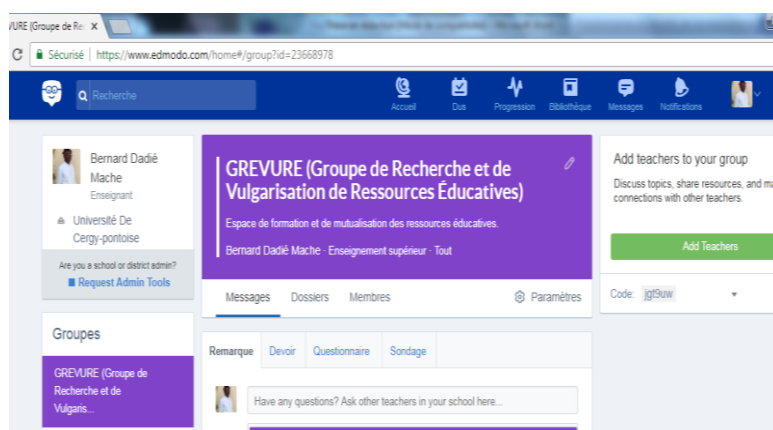 VURE (Groupe de Re: X
C Sécurisé | https://www.edmodo.com/home#/group?id=23668978
Recherche
Accueil
Dus
Progression
Bibliothèque
Messages
Notifications
Bernard Dadié
Mache
Enseignant
Université De
Cergy-pontoise
Are you a school or district admin?
Request Admin Tools
Groupes
GREVURE (Groupe de
Recherche et de
Vulgaris...
GREVURE (Groupe de Recherche et de
Vulgarisation de Ressources Éducatives)
Espace de formation et de mutualisation des ressources éducatives.
Bernard Dadié Mache · Enseignement supérieur · Tout
Messages Dossiers Membres Paramètres
Remarque Devoir Questionnaire Sondage
Have any questions? Ask other teachers in your school here...
Add teachers to your group
Discuss topics, share resources, and ma
connections with other teachers.
Add Teachers
Code: jgt9uw